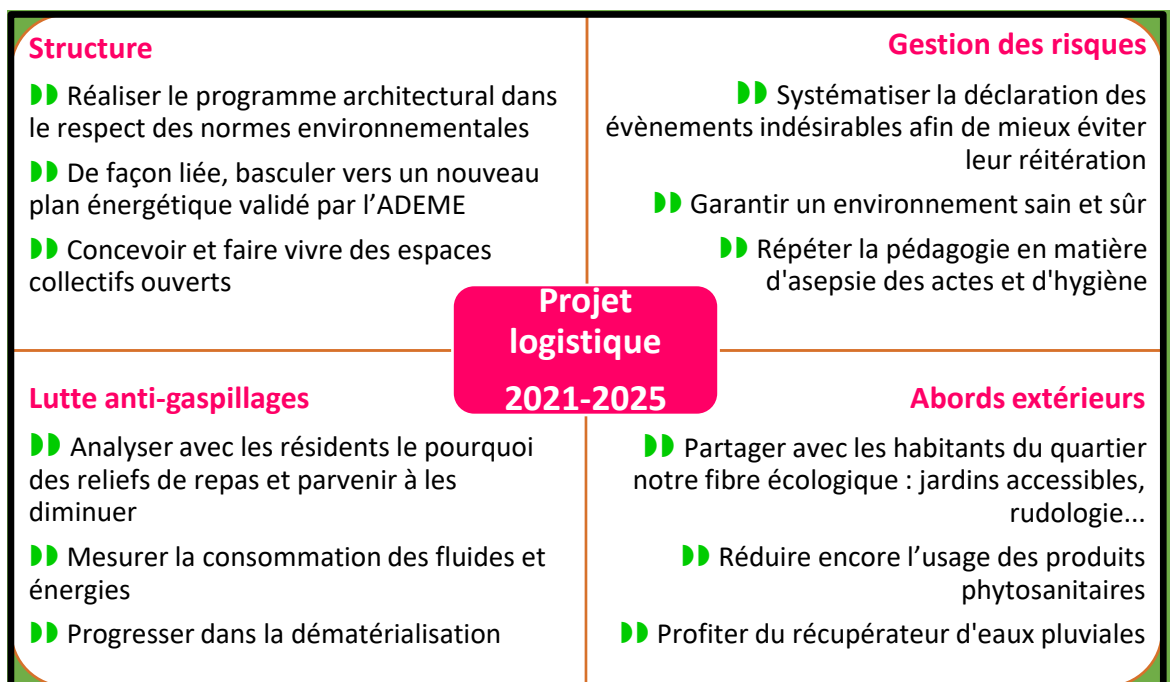 Structure
Réaliser le programme architectural dans
le respect des normes environnementales
De façon liée, basculer vers un nouveau
plan énergétique validé par l’ADEME
Concevoir et faire vivre des espaces
collectifs ouverts
Gestion des risques
Systématiser la déclaration des
évènements indésirables afin de mieux éviter
leur réitération
Garantir un environnement sain et sûr
Répéter la pédagogie en matière
d'asepsie des actes et d'hygiène
Projet
logistique
2021-2025
Lutte anti-gaspillages
Analyser avec les résidents le pourquoi
des reliefs de repas et parvenir à les
diminuer
Mesurer la consommation des fluides et
énergies
Progresser dans la dématérialisation
Abords extérieurs
Partager avec les habitants du quartier
notre fibre écologique : jardins accessibles,
rudologie...
Réduire encore l’usage des produits
phytosanitaires
Profiter du récupérateur d'eaux pluviales